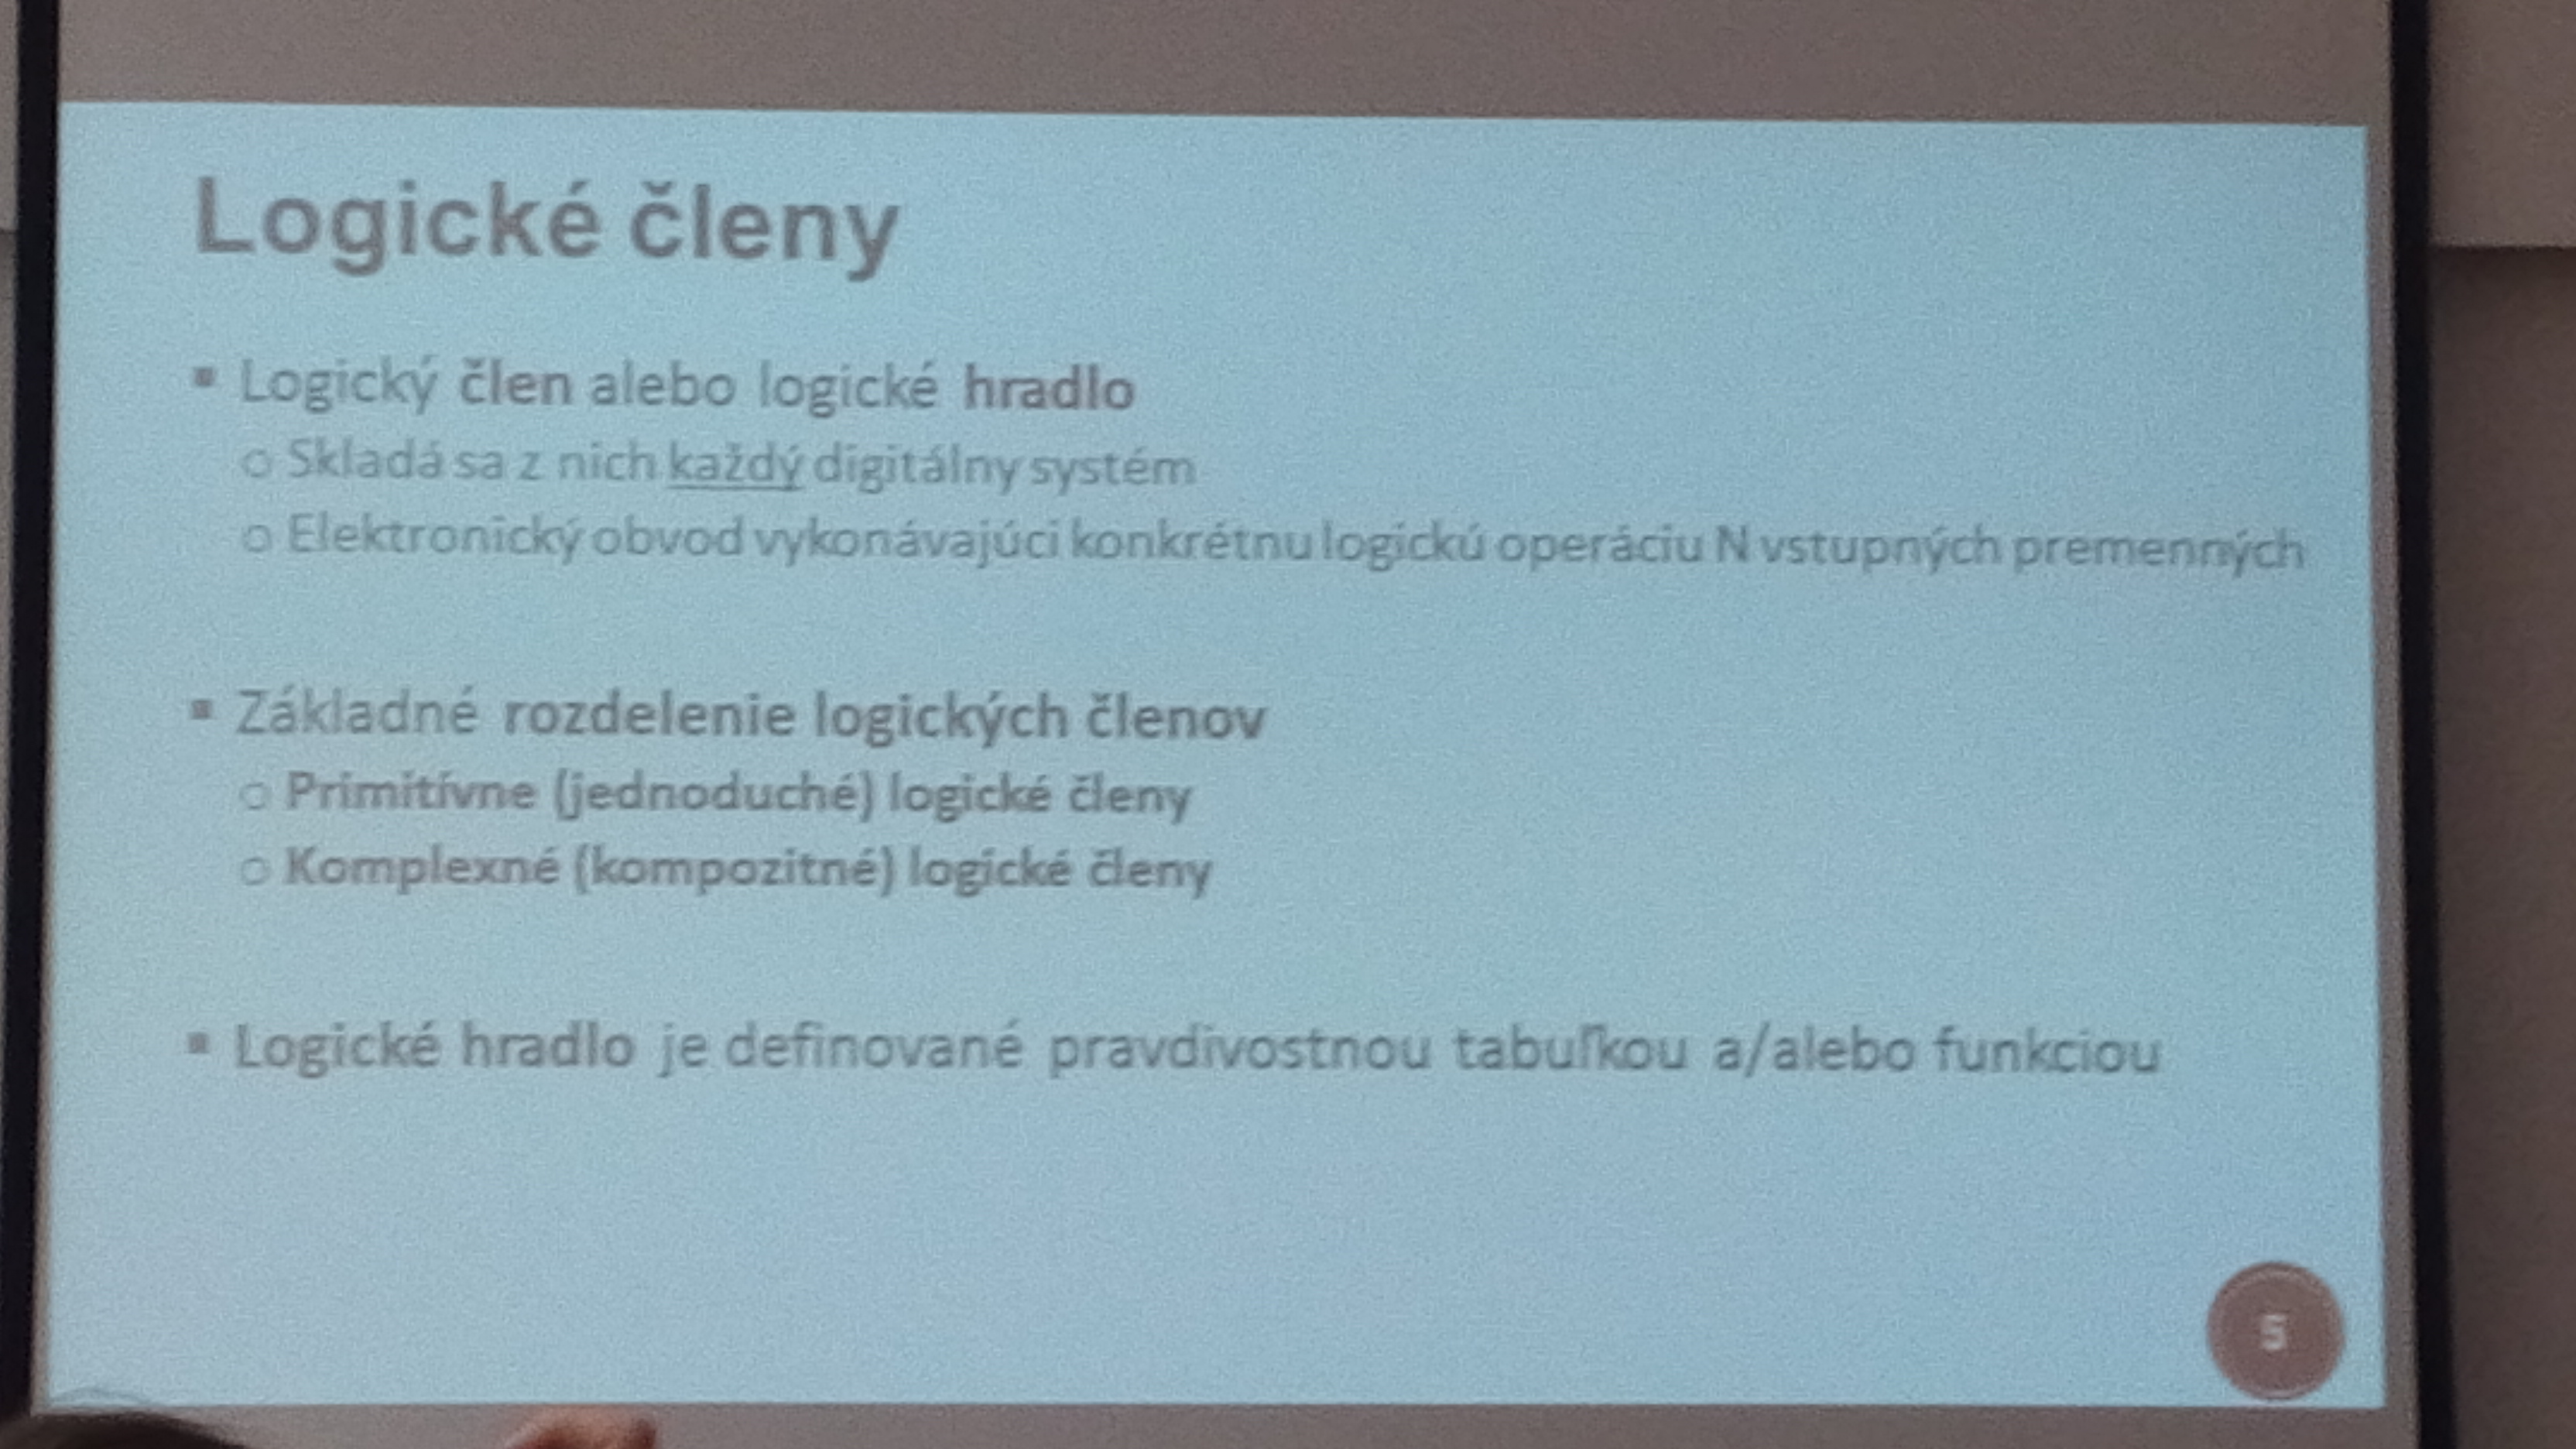 Logické členy
▪ Logický člen alebo logické hradlo
o Skladá sa z nich každý digitálny systém
o Elektronický obvod vykonávajúci konkrétnu logickú operáciu N vstupných premenných
▪ Základné rozdelenie logických členov
o Primitívne (jednoduché) logické členy
o Komplexné (kompozitné) logické členy
▪ Logické hradlo je definované pravdivostnou tabuľkou a/alebo funkciou
5